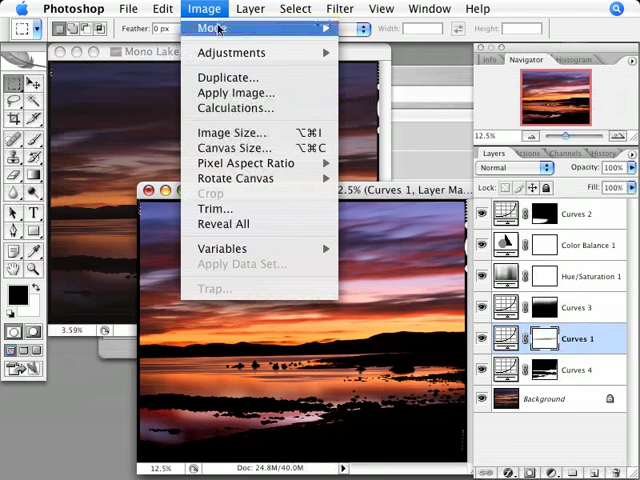 Photoshop File Edit Image Layer Select Filter View Window Help
Feather: 0 px
Width:
Height:
Mode
Adjustments
Duplicate...
Apply Image...
Calculations...
Image Size... ⌥⌘I
Canvas Size... ⌥⌘C
Pixel Aspect Ratio
Rotate Canvas
Crop
Trim...
Reveal All
Variables
Apply Data Set...
Trap...
Mono Lake
3.59%
12.5% (Curves 1, Layer Ma...
12.5%
Doc: 24.8M/40.0M
Info Navigator
12.5%
Layers Channels History
Normal
Opacity: 100%
Lock:
Fill: 100%
Curves 2
Color Balance 1
Hue/Saturation 1
Curves 3
Curves 1
Curves 4
Background